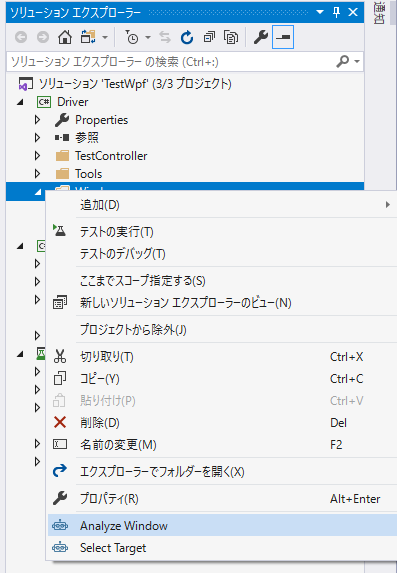 ソリューション エクスプローラー
通知
ソリューション エクスプローラー の検索 (Ctrl+:)
ソリューション 'TestWpf' (3/3 プロジェクト)
C# Driver
Properties
参照
TestController
Tools
追加(D)
テストの実行(T)
テストのデバッグ(T)
ここまでスコープ指定する(S)
新しいソリューション エクスプローラーのビュー(N)
プロジェクトから除外(J)
切り取り(T) Ctrl+X
コピー(Y) Ctrl+C
貼り付け(P) Ctrl+V
削除(D) Del
名前の変更(M) F2
エクスプローラーでフォルダーを開く(X)
プロパティ(R) Alt+Enter
Analyze Window
Select Target